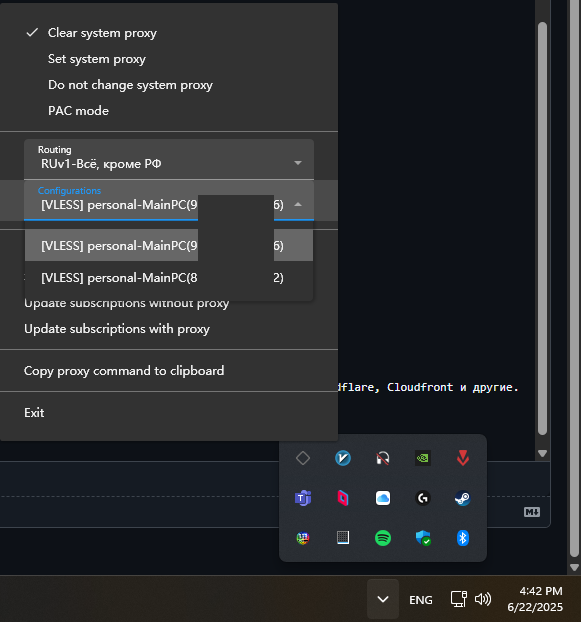 Clear system proxy
Set system proxy
Do not change system proxy
PAC mode
Routing
RUv1-Всё, кроме РФ
Configurations
[VLESS] personal-MainPC(9 6)
[VLESS] personal-MainPC(9 6)
[VLESS] personal-MainPC(8 2)
Update subscriptions without proxy
Update subscriptions with proxy
Copy proxy command to clipboard
dflare, Cloudfront и другие.
Exit
ENG
4:42 PM
6/22/2025